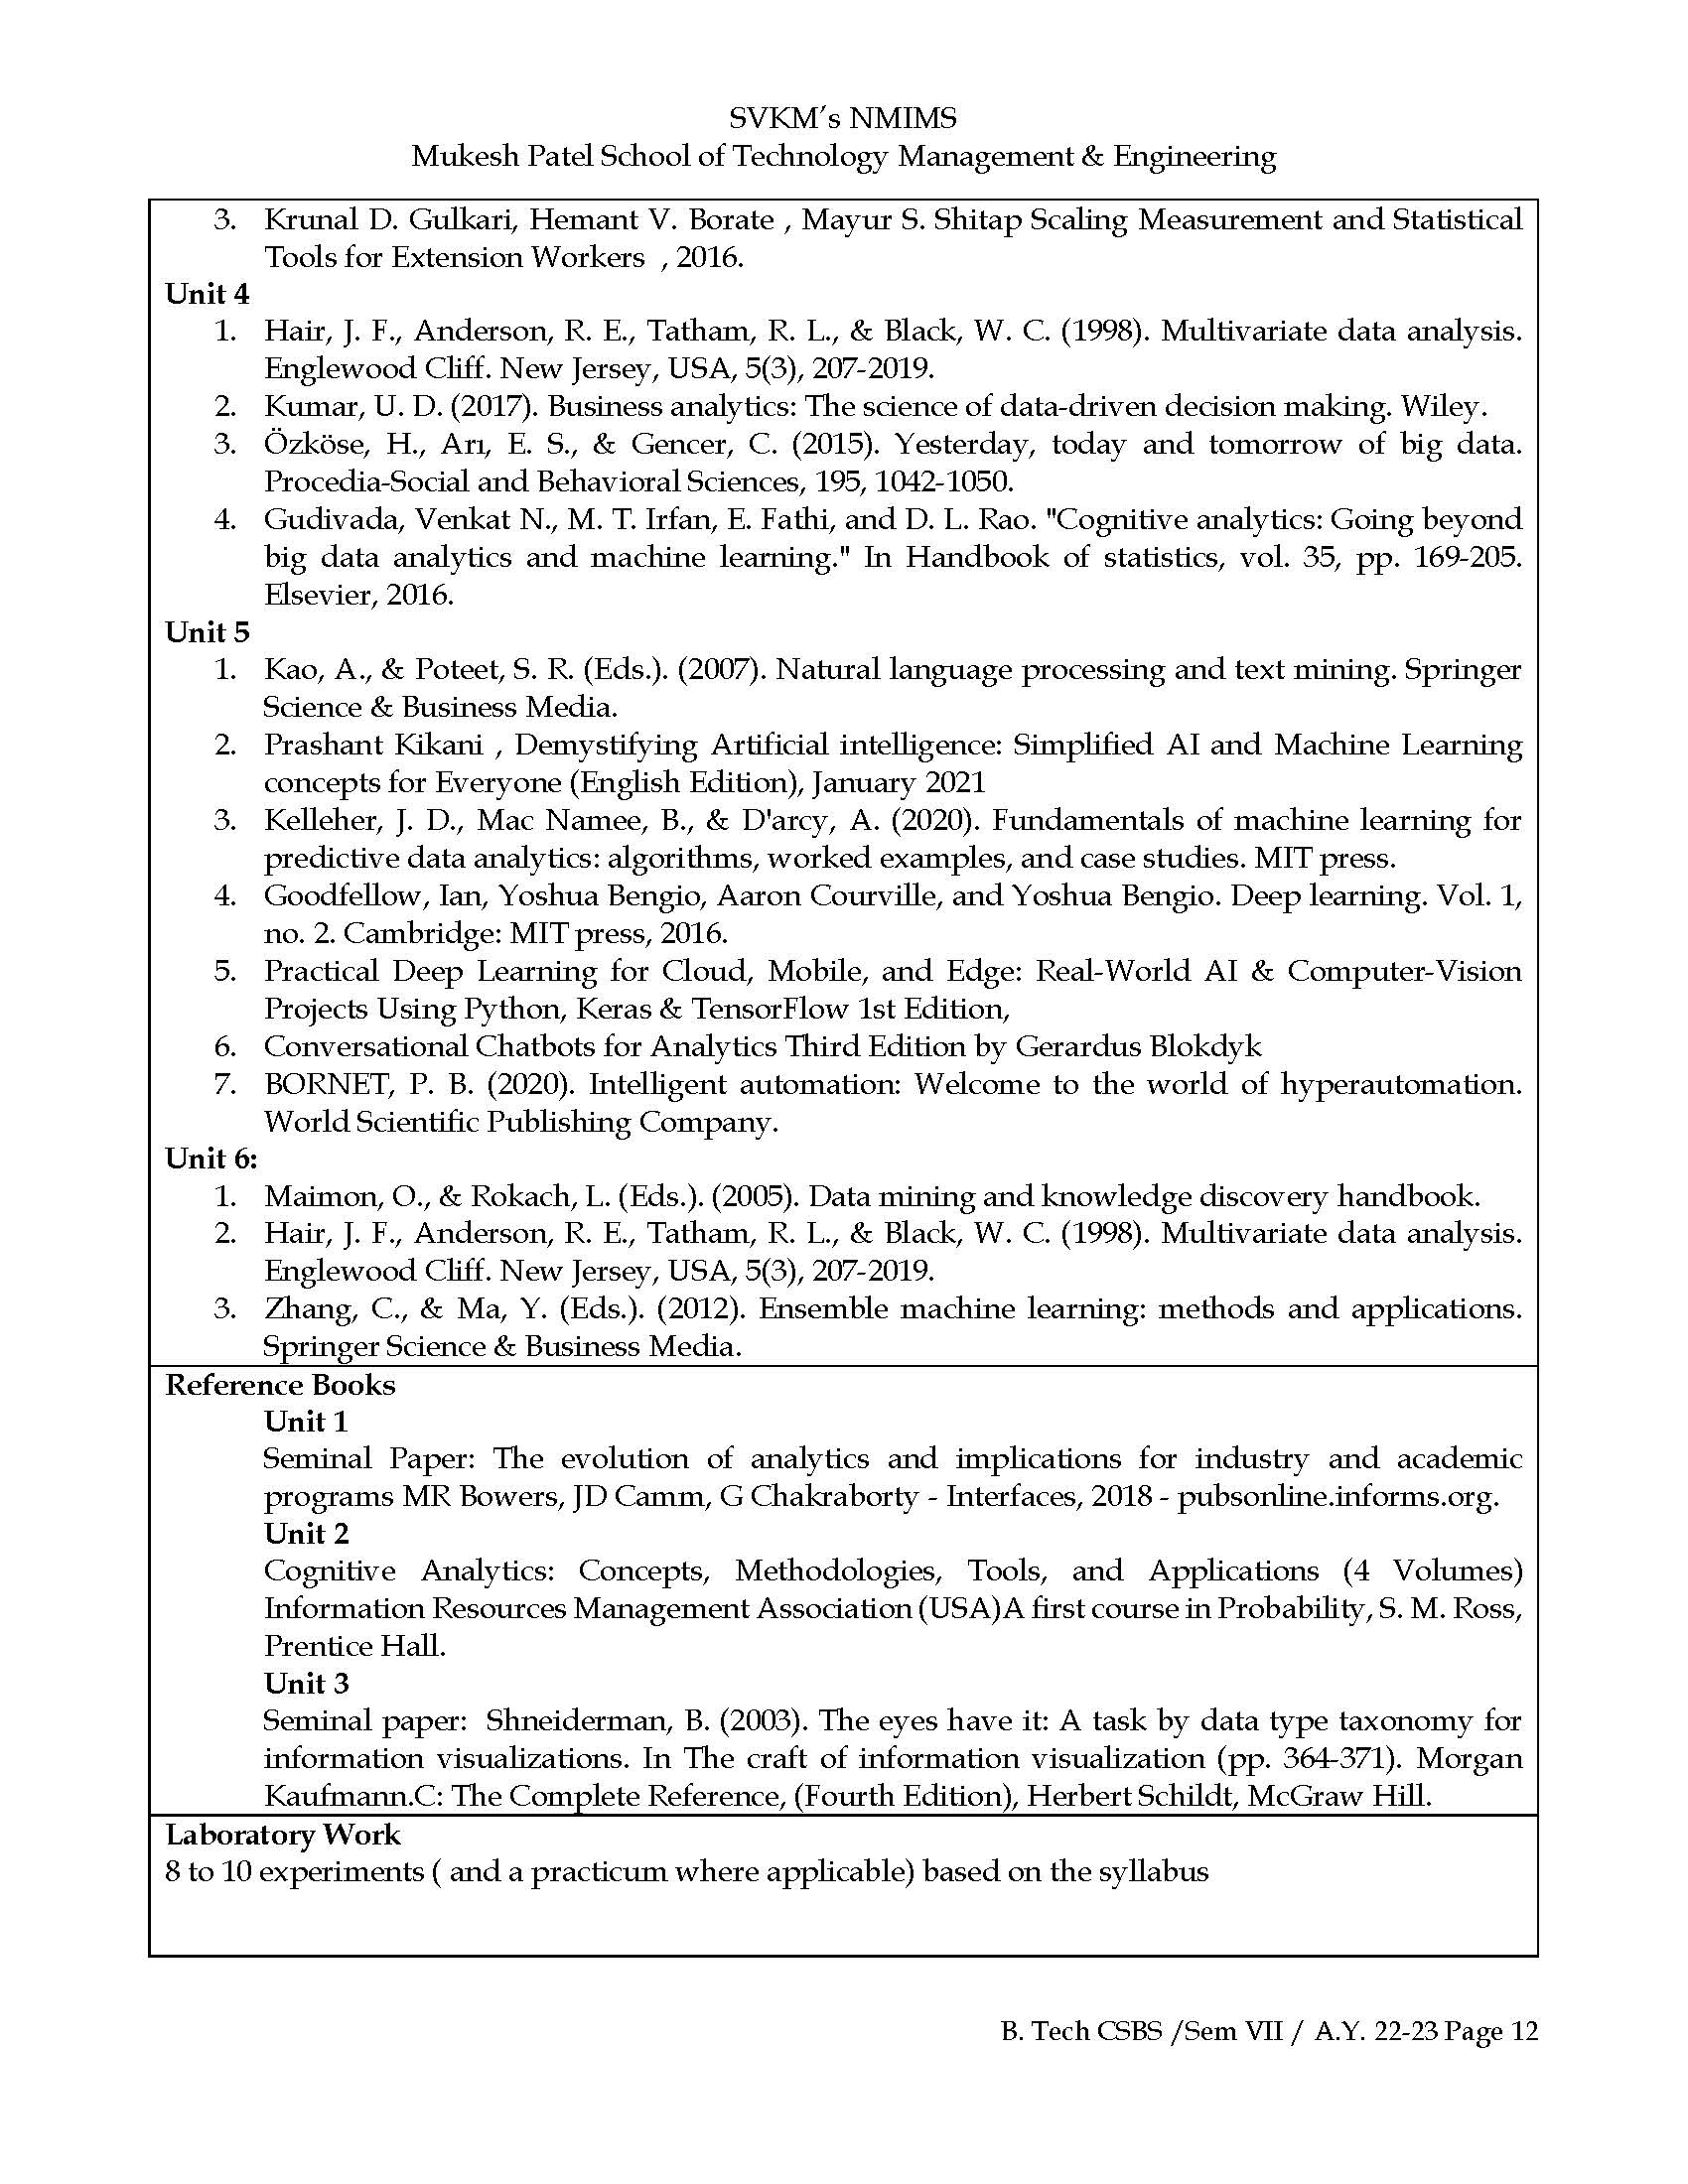 SVKM's NMIMS
Mukesh Patel School of Technology Management & Engineering
3. Krunal D. Gulkari, Hemant V. Borate , Mayur S. Shitap Scaling Measurement and Statistical
Tools for Extension Workers , 2016.
Unit 4
1. Hair, J. F., Anderson, R. E., Tatham, R. L., & Black, W. C. (1998). Multivariate data analysis.
Englewood Cliff. New Jersey, USA, 5(3), 207-2019.
2. Kumar, U. D. (2017). Business analytics: The science of data-driven decision making. Wiley.
3. Özköse, H., Arı, E. S., & Gencer, C. (2015). Yesterday, today and tomorrow of big data.
Procedia-Social and Behavioral Sciences, 195, 1042-1050.
4. Gudivada, Venkat N., M. T. Irfan, E. Fathi, and D. L. Rao. "Cognitive analytics: Going beyond
big data analytics and machine learning." In Handbook of statistics, vol. 35, pp. 169-205.
Elsevier, 2016.
Unit 5
1. Kao, A., & Poteet, S. R. (Eds.). (2007). Natural language processing and text mining. Springer
Science & Business Media.
2. Prashant Kikani , Demystifying Artificial intelligence: Simplified AI and Machine Learning
concepts for Everyone (English Edition), January 2021
3. Kelleher, J. D., Mac Namee, B., & D'arcy, A. (2020). Fundamentals of machine learning for
predictive data analytics: algorithms, worked examples, and case studies. MIT press.
4. Goodfellow, Ian, Yoshua Bengio, Aaron Courville, and Yoshua Bengio. Deep learning. Vol. 1,
no. 2. Cambridge: MIT press, 2016.
5. Practical Deep Learning for Cloud, Mobile, and Edge: Real-World AI & Computer-Vision
Projects Using Python, Keras & TensorFlow 1st Edition,
6. Conversational Chatbots for Analytics Third Edition by Gerardus Blokdyk
7. BORNET, P. B. (2020). Intelligent automation: Welcome to the world of hyperautomation.
World Scientific Publishing Company.
Unit 6:
1. Maimon, O., & Rokach, L. (Eds.). (2005). Data mining and knowledge discovery handbook.
2. Hair, J. F., Anderson, R. E., Tatham, R. L., & Black, W. C. (1998). Multivariate data analysis.
Englewood Cliff. New Jersey, USA, 5(3), 207-2019.
3. Zhang, C., & Ma, Y. (Eds.). (2012). Ensemble machine learning: methods and applications.
Springer Science & Business Media.
Reference Books
Unit 1
Seminal Paper: The evolution of analytics and implications for industry and academic
programs MR Bowers, JD Camm, G Chakraborty - Interfaces, 2018 - pubsonline.informs.org.
Unit 2
Cognitive Analytics: Concepts, Methodologies, Tools, and Applications (4 Volumes)
Information Resources Management Association (USA)A first course in Probability, S. M. Ross,
Prentice Hall.
Unit 3
Seminal paper: Shneiderman, B. (2003). The eyes have it: A task by data type taxonomy for
information visualizations. In The craft of information visualization (pp. 364-371). Morgan
Kaufmann.C: The Complete Reference, (Fourth Edition), Herbert Schildt, McGraw Hill.
Laboratory Work
8 to 10 experiments ( and a practicum where applicable) based on the syllabus
B. Tech CSBS /Sem VII / A.Y. 22-23 Page 12